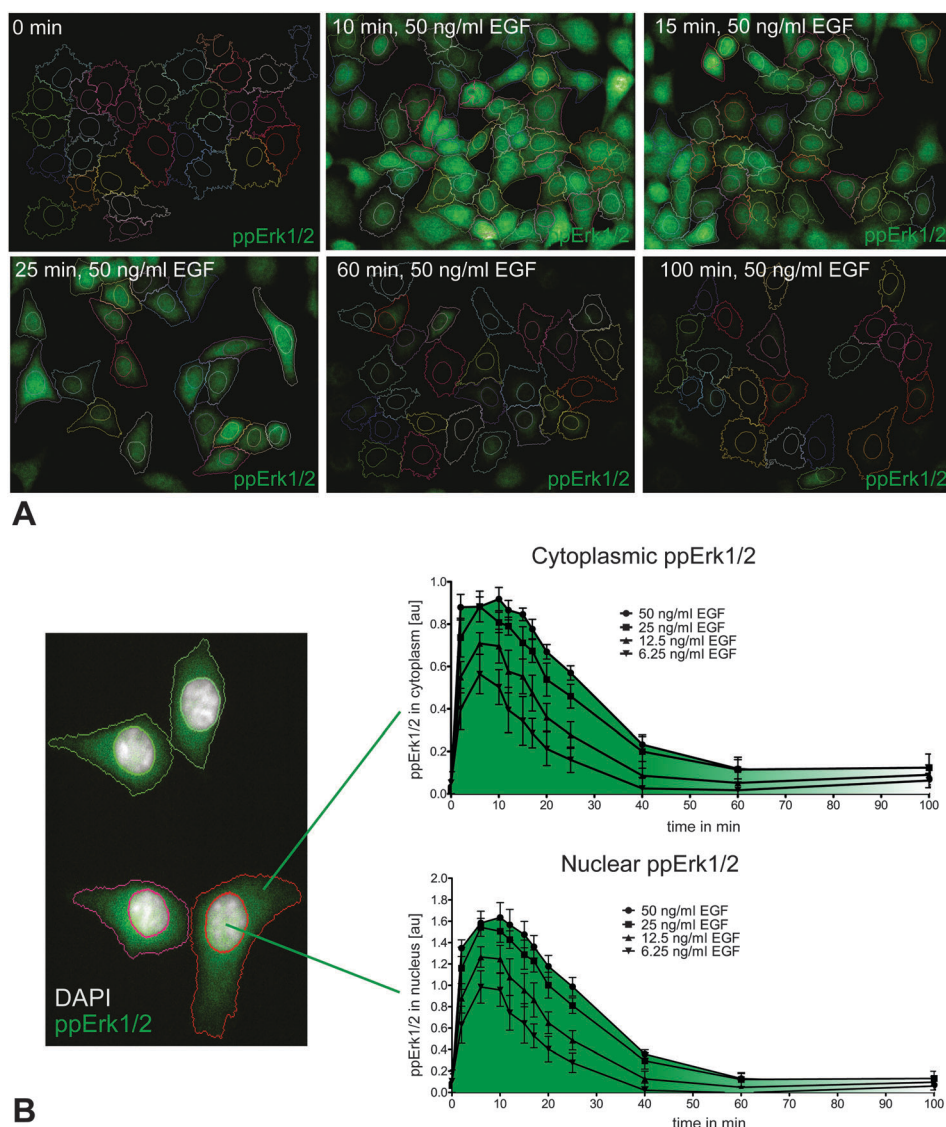 0 min
ppErk1/2
10 min, 50 ng/ml EGF
ppErk1/2
15 min, 50 ng/ml EGF
ppErk1/2
25 min, 50 ng/ml EGF
ppErk1/2
60 min, 50 ng/ml EGF
ppErk1/2
100 min, 50 ng/ml EGF
ppErk1/2
A
DAPI
ppErk1/2
Cytoplasmic ppErk1/2
ppErk1/2 in cytoplasm [au]
1.0
0.8
0.6
0.4
0.2
0.0
50 ng/ml EGF
25 ng/ml EGF
12.5 ng/ml EGF
6.25 ng/ml EGF
0 10 20 30 40 50 60 70 80 90 100
time in min
Nuclear ppErk1/2
ppErk1/2 in nucleus [au]
2.0
1.8
1.6
1.4
1.2
1.0
0.8
0.6
0.4
0.2
0.0
50 ng/ml EGF
25 ng/ml EGF
12.5 ng/ml EGF
6.25 ng/ml EGF
0 10 20 30 40 50 60 70 80 90 100
time in min
B